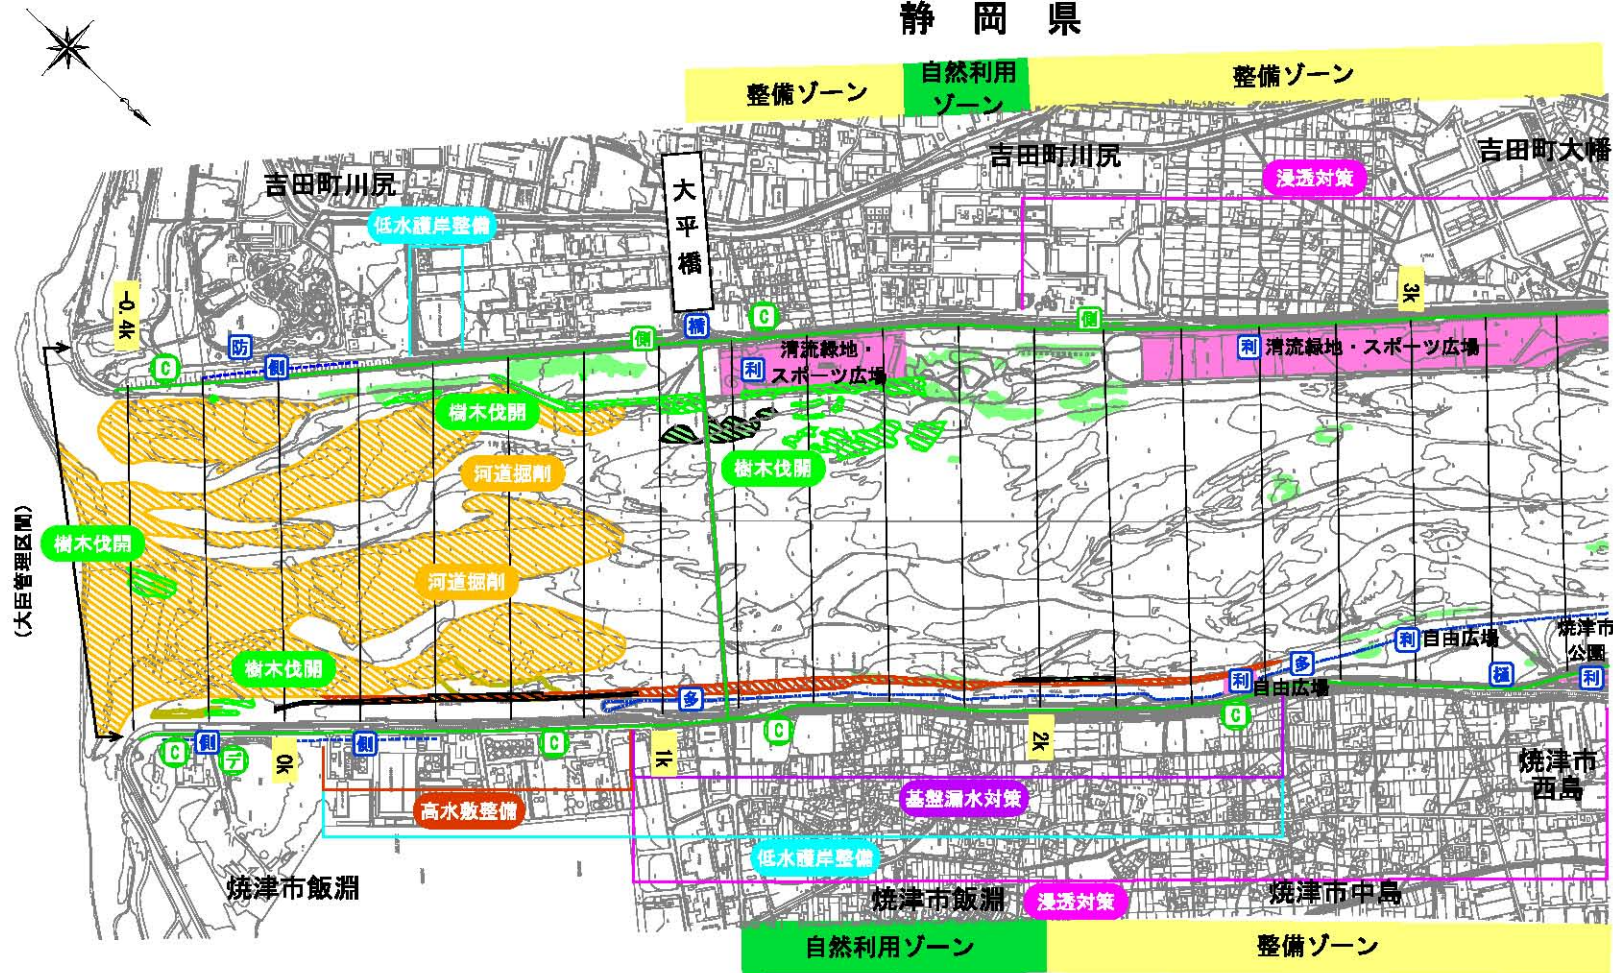 静岡県
整備ゾーン
自然利用
ゾーン
整備ゾーン
吉田町川尻
吉田町川尻
吉田町大幡
浸透対策
低水護岸整備
大平橋
-0.4k
3k
防
側
C
側
橋
C
側
清流緑地・
スポーツ広場
利
利
清流緑地・スポーツ広場
樹木伐開
河道掘削
樹木伐開
(大臣管理区間)
樹木伐開
河道掘削
樹木伐開
利
自由広場
焼津市
公園
多
利
自由広場
多
樋
利
C
側
デ
0k
側
C
1k
C
2k
C
焼津市
西島
高水敷整備
基盤漏水対策
低水護岸整備
焼津市飯淵
焼津市飯淵
浸透対策
焼津市中島
自然利用ゾーン
整備ゾーン